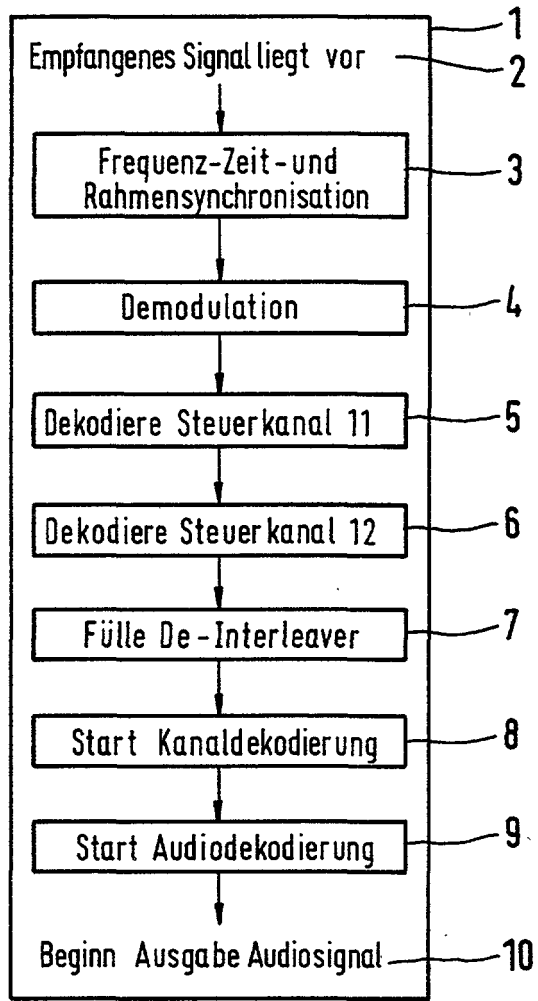 1
Empfangenes Signal liegt vor 2
Frequenz-Zeit-und
Rahmensynchronisation 3
Demodulation 4
Dekodiere Steuerkanal 11 5
Dekodiere Steuerkanal 12 6
Fülle De-Interleaver 7
Start Kanaldekodierung 8
Start Audiodekodierung 9
Beginn Ausgabe Audiosignal 10